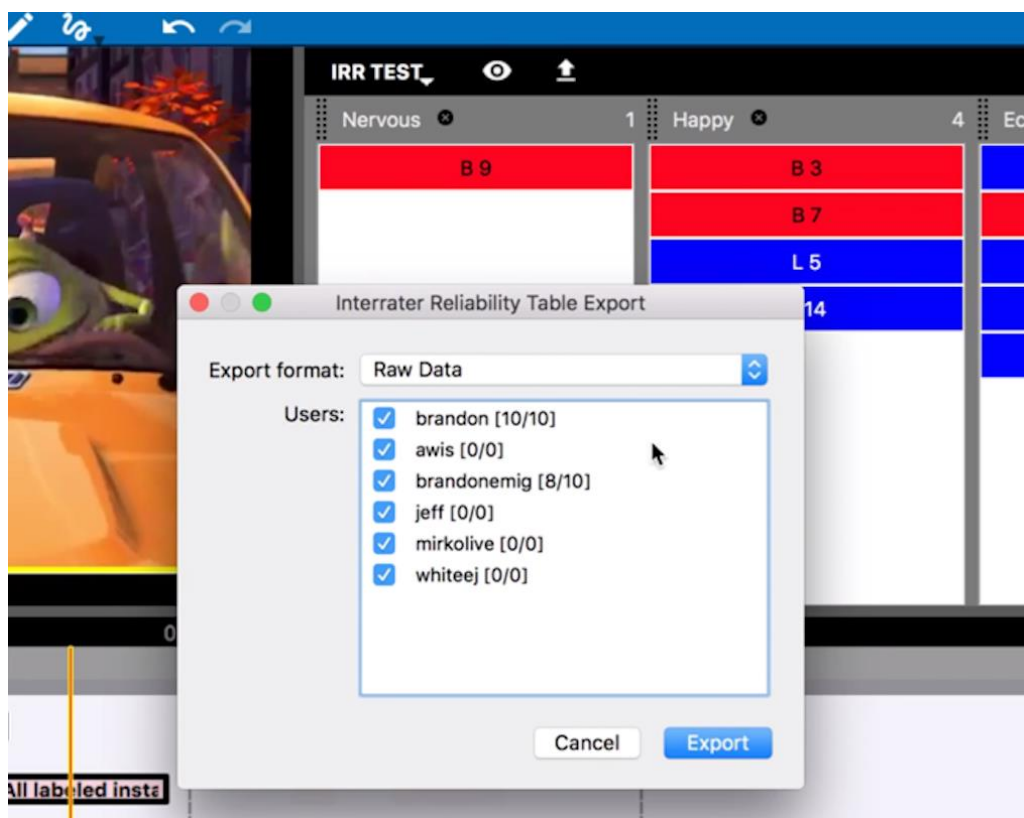 IRR TEST
Nervous 1
Happy 4
Ec
B 9
B 3
B 7
L 5
14
Interrater Reliability Table Export
Export format: Raw Data
Users:
brandon [10/10]
awis [0/0]
brandonemig [8/10]
jeff [0/0]
mirkolive [0/0]
whiteej [0/0]
0
Cancel Export
All labeled insta